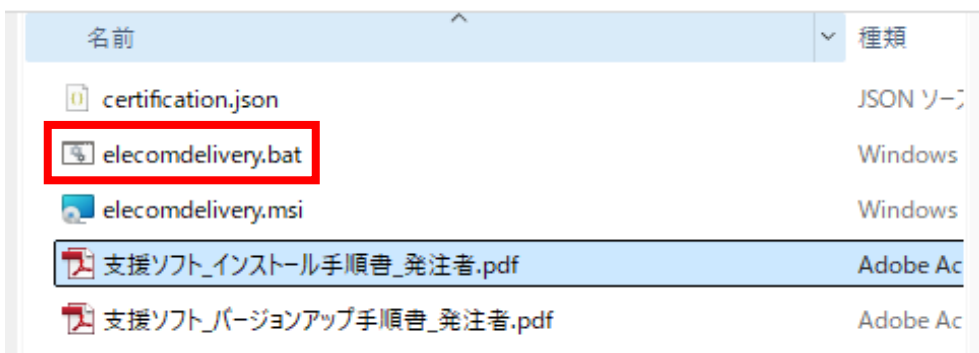 名前 種類
certification.json JSON ソース
elecomdelivery.bat Windows
elecomdelivery.msi Windows
支援ソフト_インストール手順書_発注者.pdf Adobe Ac
支援ソフト_バージョンアップ手順書_発注者.pdf Adobe Ac